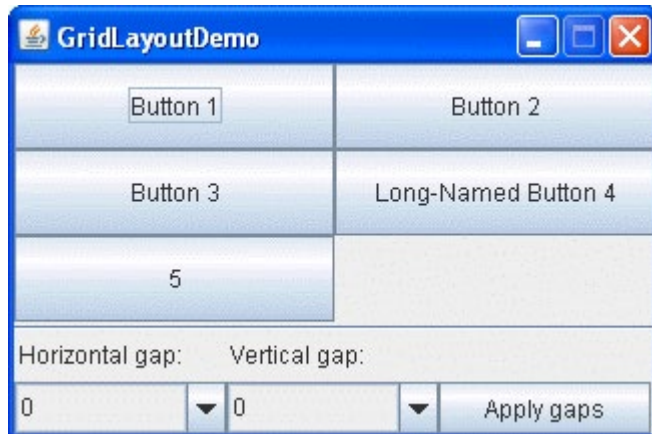 GridLayoutDemo
Button 1 Button 2
Button 3 Long-Named Button 4
5
Horizontal gap: Vertical gap:
0 0 Apply gaps